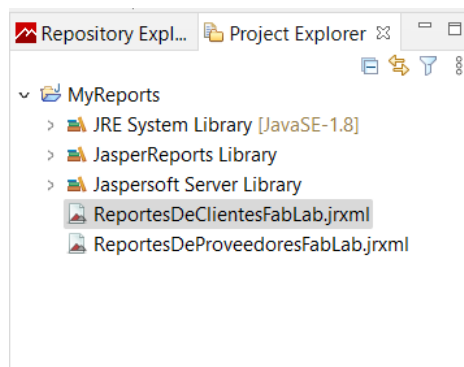 Repository Expl... Project Explorer
MyReports
JRE System Library [JavaSE-1.8]
JasperReports Library
Jaspersoft Server Library
ReportesDeClientesFabLab.jrxml
ReportesDeProveedoresFabLab.jrxml